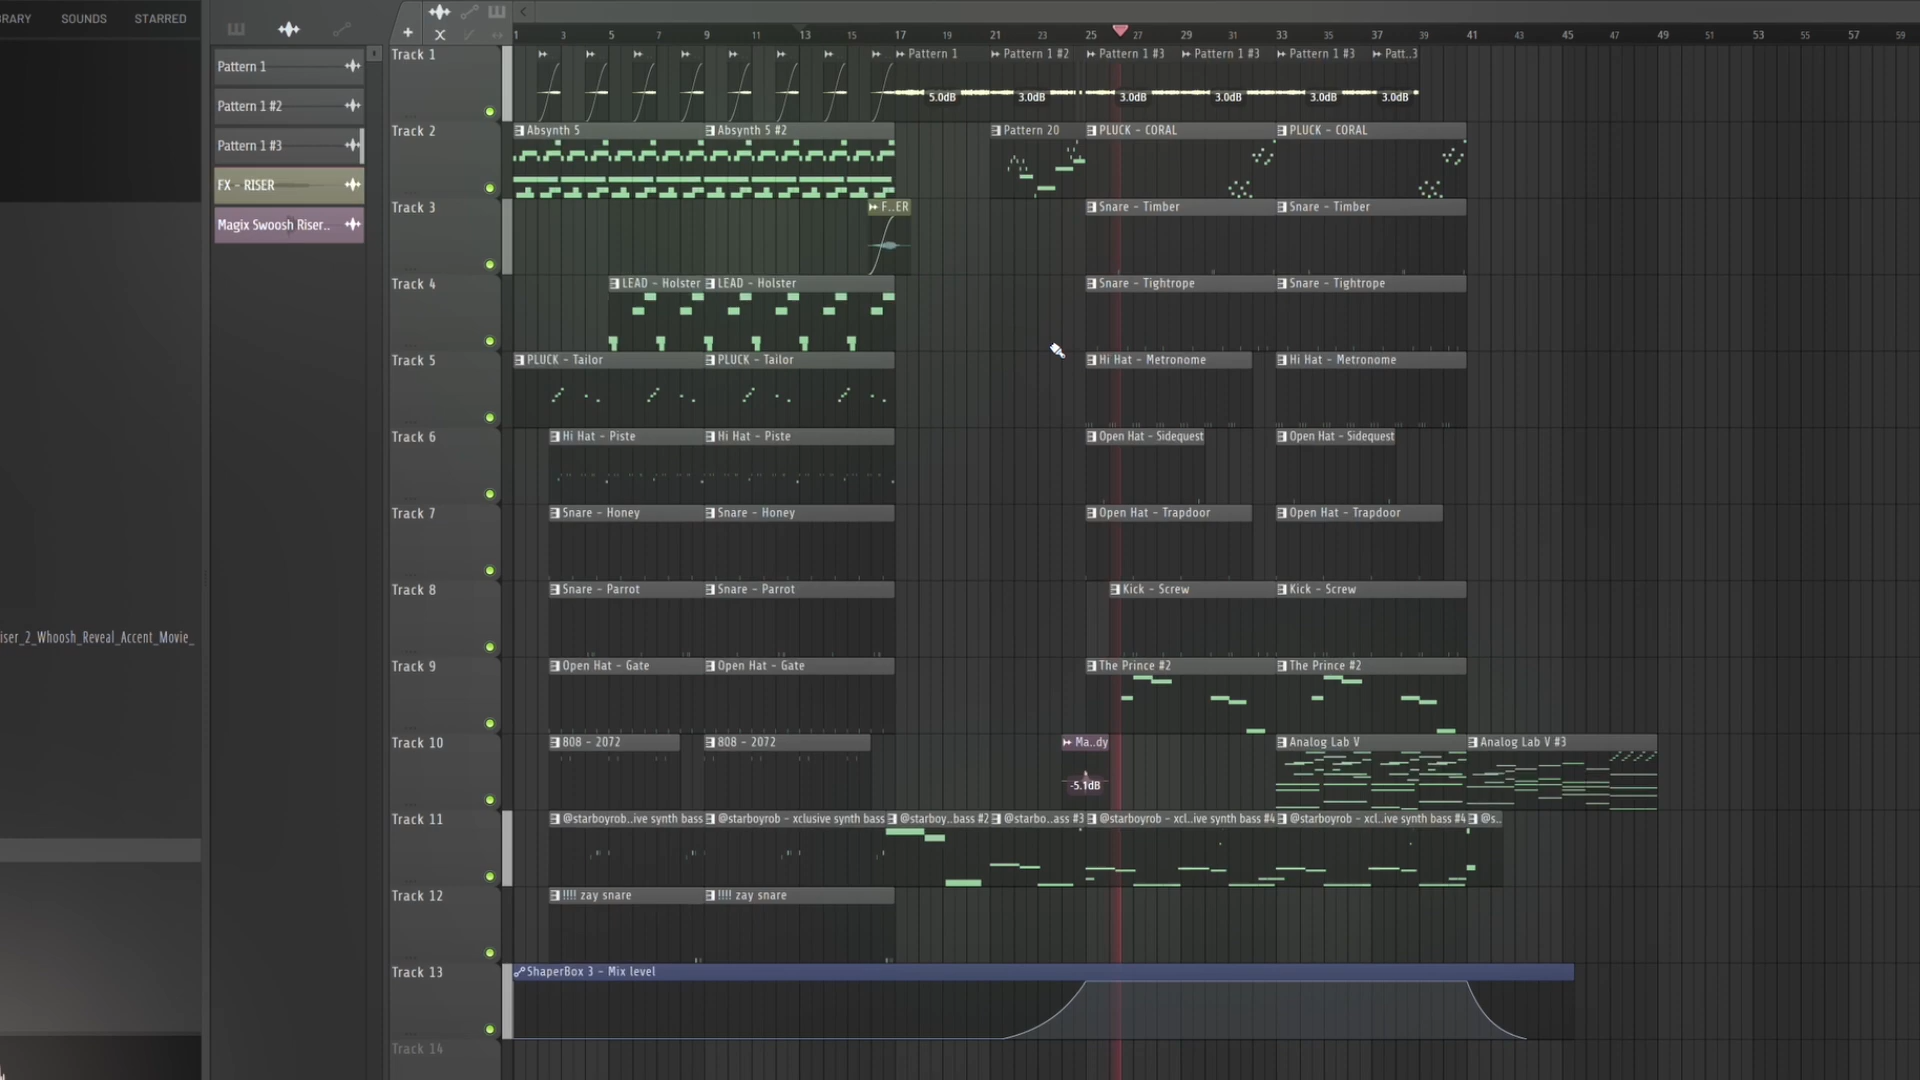 BRARY SOUNDS STARRED
1 3 5 7 9 11 13 15 17 19 21 23 25 27 29 31 33 35 37 39 41 43 45 47 49 51 53 55 57 59
Pattern 1
Pattern 1 #2
Pattern 1 #3
FX - RISER
Magix Swoosh Riser..
iser_2_Whoosh_Reveal_Accent_Movie_
Track 1 Pattern 1 Pattern 1 #2 Pattern 1 #3 Pattern 1 #3 Pattern 1 #3 Patt..3
5.0dB 3.0dB 3.0dB 3.0dB 3.0dB 3.0dB
Track 2 Absynth 5 Absynth 5 #2 Pattern 20 PLUCK - CORAL PLUCK - CORAL
Track 3 F..ER Snare - Timber Snare - Timber
Track 4 LEAD - Holster LEAD - Holster Snare - Tightrope Snare - Tightrope
Track 5 PLUCK - Tailor PLUCK - Tailor Hi Hat - Metronome Hi Hat - Metronome
Track 6 Hi Hat - Piste Hi Hat - Piste Open Hat - Sidequest Open Hat - Sidequest
Track 7 Snare - Honey Snare - Honey Open Hat - Trapdoor Open Hat - Trapdoor
Track 8 Snare - Parrot Snare - Parrot Kick - Screw Kick - Screw
Track 9 Open Hat - Gate Open Hat - Gate The Prince #2 The Prince #2
Track 10 808 - 2072 808 - 2072 Ma..dy Analog Lab V Analog Lab V #3
-5.1dB
Track 11 @starboyrob..ive synth bass @starboyrob - xclusive synth bass @starboy..bass #2 @starbo..ass #3 @starboyrob - xcl..ive synth bass #4 @starboyrob - xcl..ive synth bass #4 @s..
Track 12 !!!! zay snare !!!! zay snare
Track 13 ShaperBox 3 - Mix level
Track 14